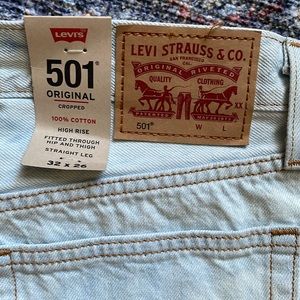 Levi's
501®
ORIGINAL
CROPPED
100% COTTON
HIGH RISE
FITTED THROUGH
HIP AND THIGH
STRAIGHT LEG
32 x 26
LEVI STRAUSS & CO.
SAN FRANCISCO
CAL.
ORIGINAL RIVETED
QUALITY CLOTHING
XX
PATENTED
501® W L